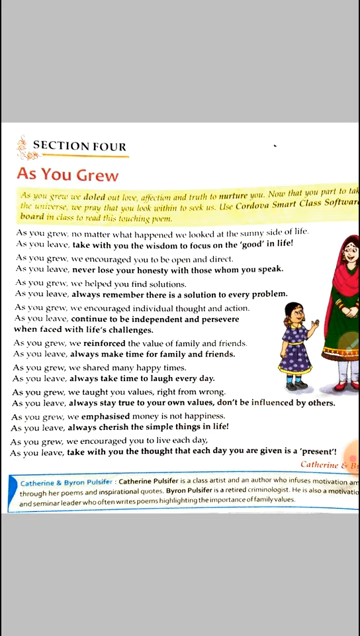 SECTION FOUR
As You Grew
As you grew we doled out love, affection and truth to nurture you. Now that you part to
the universe, we pray that you look within to seek us. Use Cordova Smart Class
board in class to read this touching poem.
As you grew, no matter what happened we looked at the sunny side of life.
As you leave, take with you the wisdom to focus on the 'good' in life!
As you grew, we encouraged you to be open and direct.
As you leave, never lose your honesty with those whom you speak.
As you grew, we helped you find solutions.
As you leave, always remember there is a solution to every problem.
As you grew, we encouraged individual thought and action.
As you leave, continue to be independent and persevere
when faced with life's challenges.
As you grew, we reinforced the value of family and friends.
As you leave, always make time for family and friends.
As you grew, we shared many happy times.
As you leave, always take time to laugh every day.
As you grew, we taught you values, right from wrong.
As you leave, always stay true to your own values, don't be influenced by others.
As you grew, we emphasised money is not happiness.
As you leave, always cherish the simple things in life!
As you grew, we encouraged you to live each day,
As you leave, take with you the thought that each day you are given is a 'present'!
Catherine &
Catherine & Byron Pulsifer : Catherine Pulsifer is a class artist and an author who infuses motivation
through her poems and inspirational quotes. Byron Pulsifer is a retired criminologist. He is also a
and seminar leader who often writes poems highlighting the importance of family values.